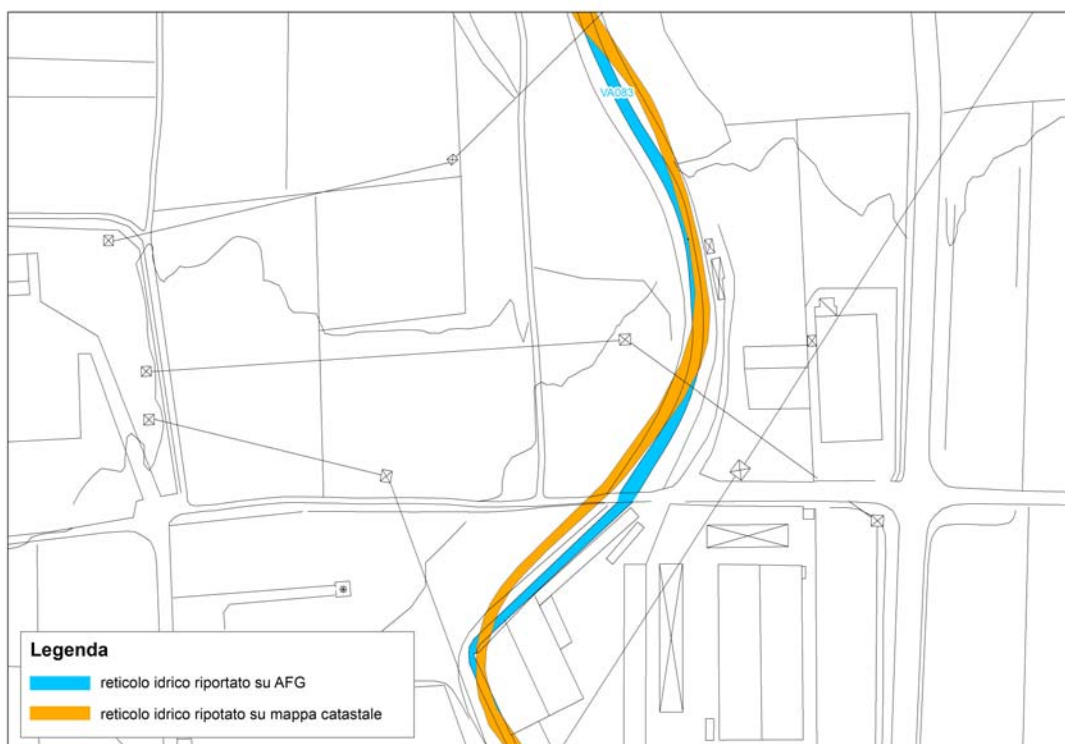 VA083
Legenda
reticolo idrico riportato su AFG
reticolo idrico ripotato su mappa catastale